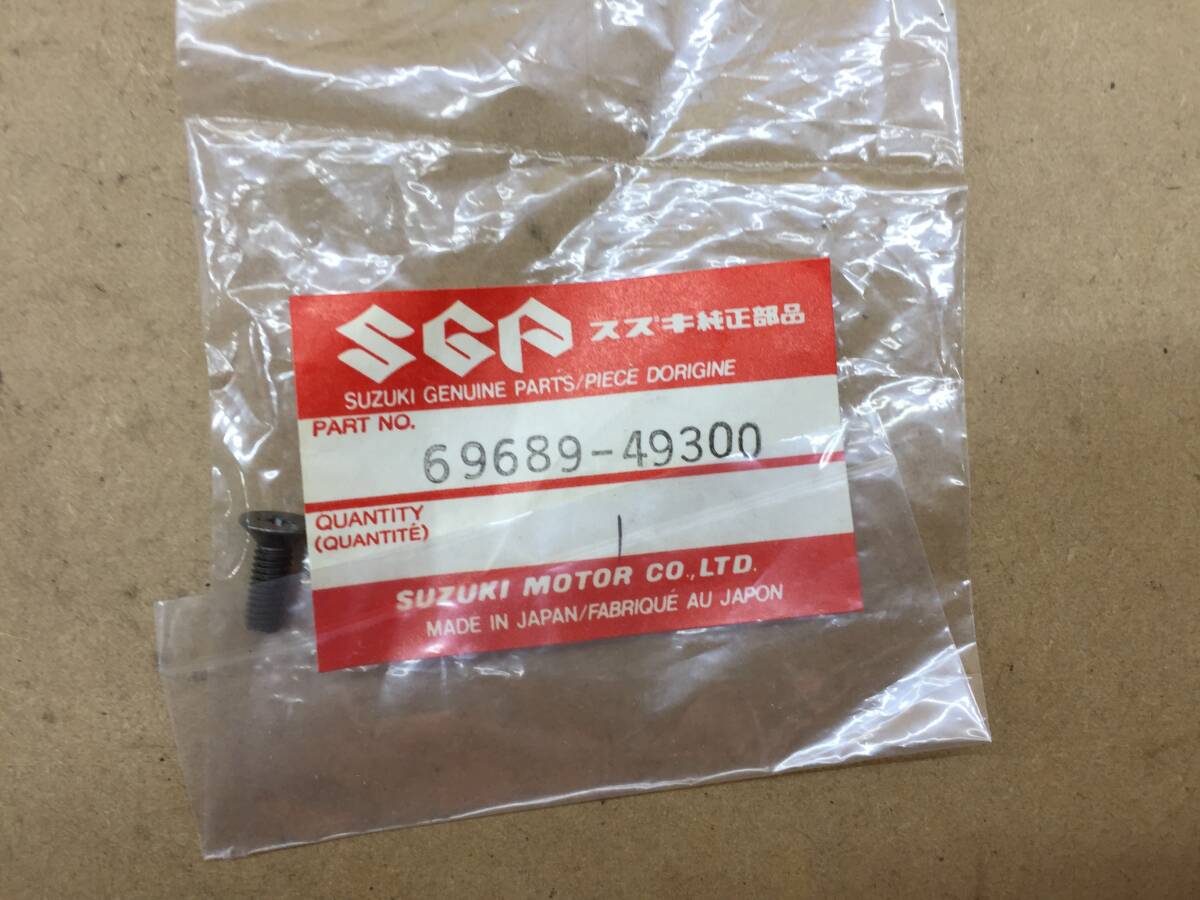 SGP スズキ純正部品
SUZUKI GENUINE PARTS/PIECE DORIGINE
PART NO.
69689-49300
QUANTITY
(QUANTITÉ)
1
SUZUKI MOTOR CO.,LTD.
MADE IN JAPAN/FABRIQUÉ AU JAPON